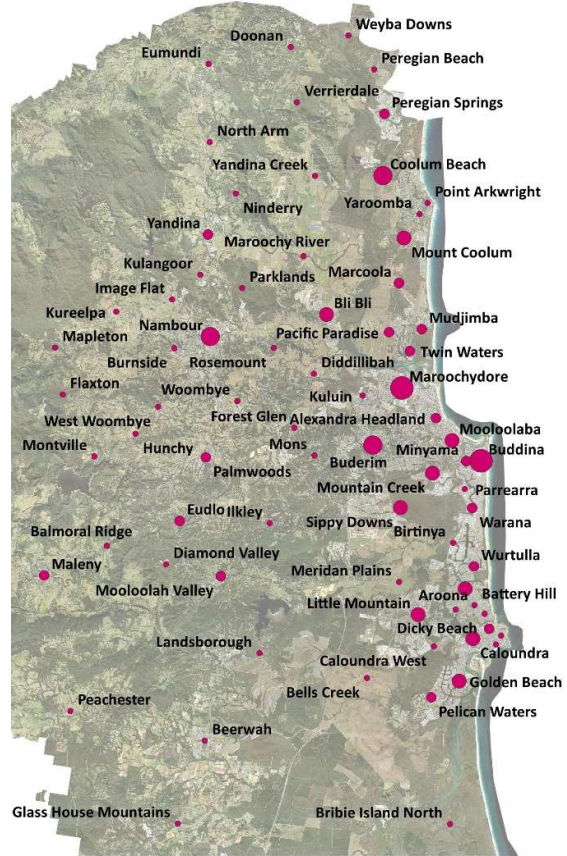 Weyba Downs
Doonan
Eumundi
Peregian Beach
Verrierdale
Peregian Springs
North Arm
Yandina Creek
Coolum Beach
Point Arkwright
Ninderry
Yaroomba
Yandina
Maroochy River
Mount Coolum
Kulangoor
Parklands
Marcoola
Image Flat
Kureelpa
Bli Bli
Nambour
Pacific Paradise
Mudjimba
Mapleton
Burnside
Rosemount
Twin Waters
Diddillibah
Maroochydore
Flaxton
Woombye
Kuluin
Forest Glen
Alexandra Headland
West Woombye
Mooloolaba
Montville
Hunchy
Mons
Minyama
Buddina
Palmwoods
Buderim
Mountain Creek
Parrearra
Eudlo
Ilkley
Sippy Downs
Warana
Balmoral Ridge
Birtinya
Diamond Valley
Wurtulla
Maleny
Meridan Plains
Mooloolah Valley
Aroona
Battery Hill
Little Mountain
Dicky Beach
Landsborough
Caloundra
Caloundra West
Golden Beach
Bells Creek
Peachester
Pelican Waters
Beerwah
Glass House Mountains
Bribie Island North